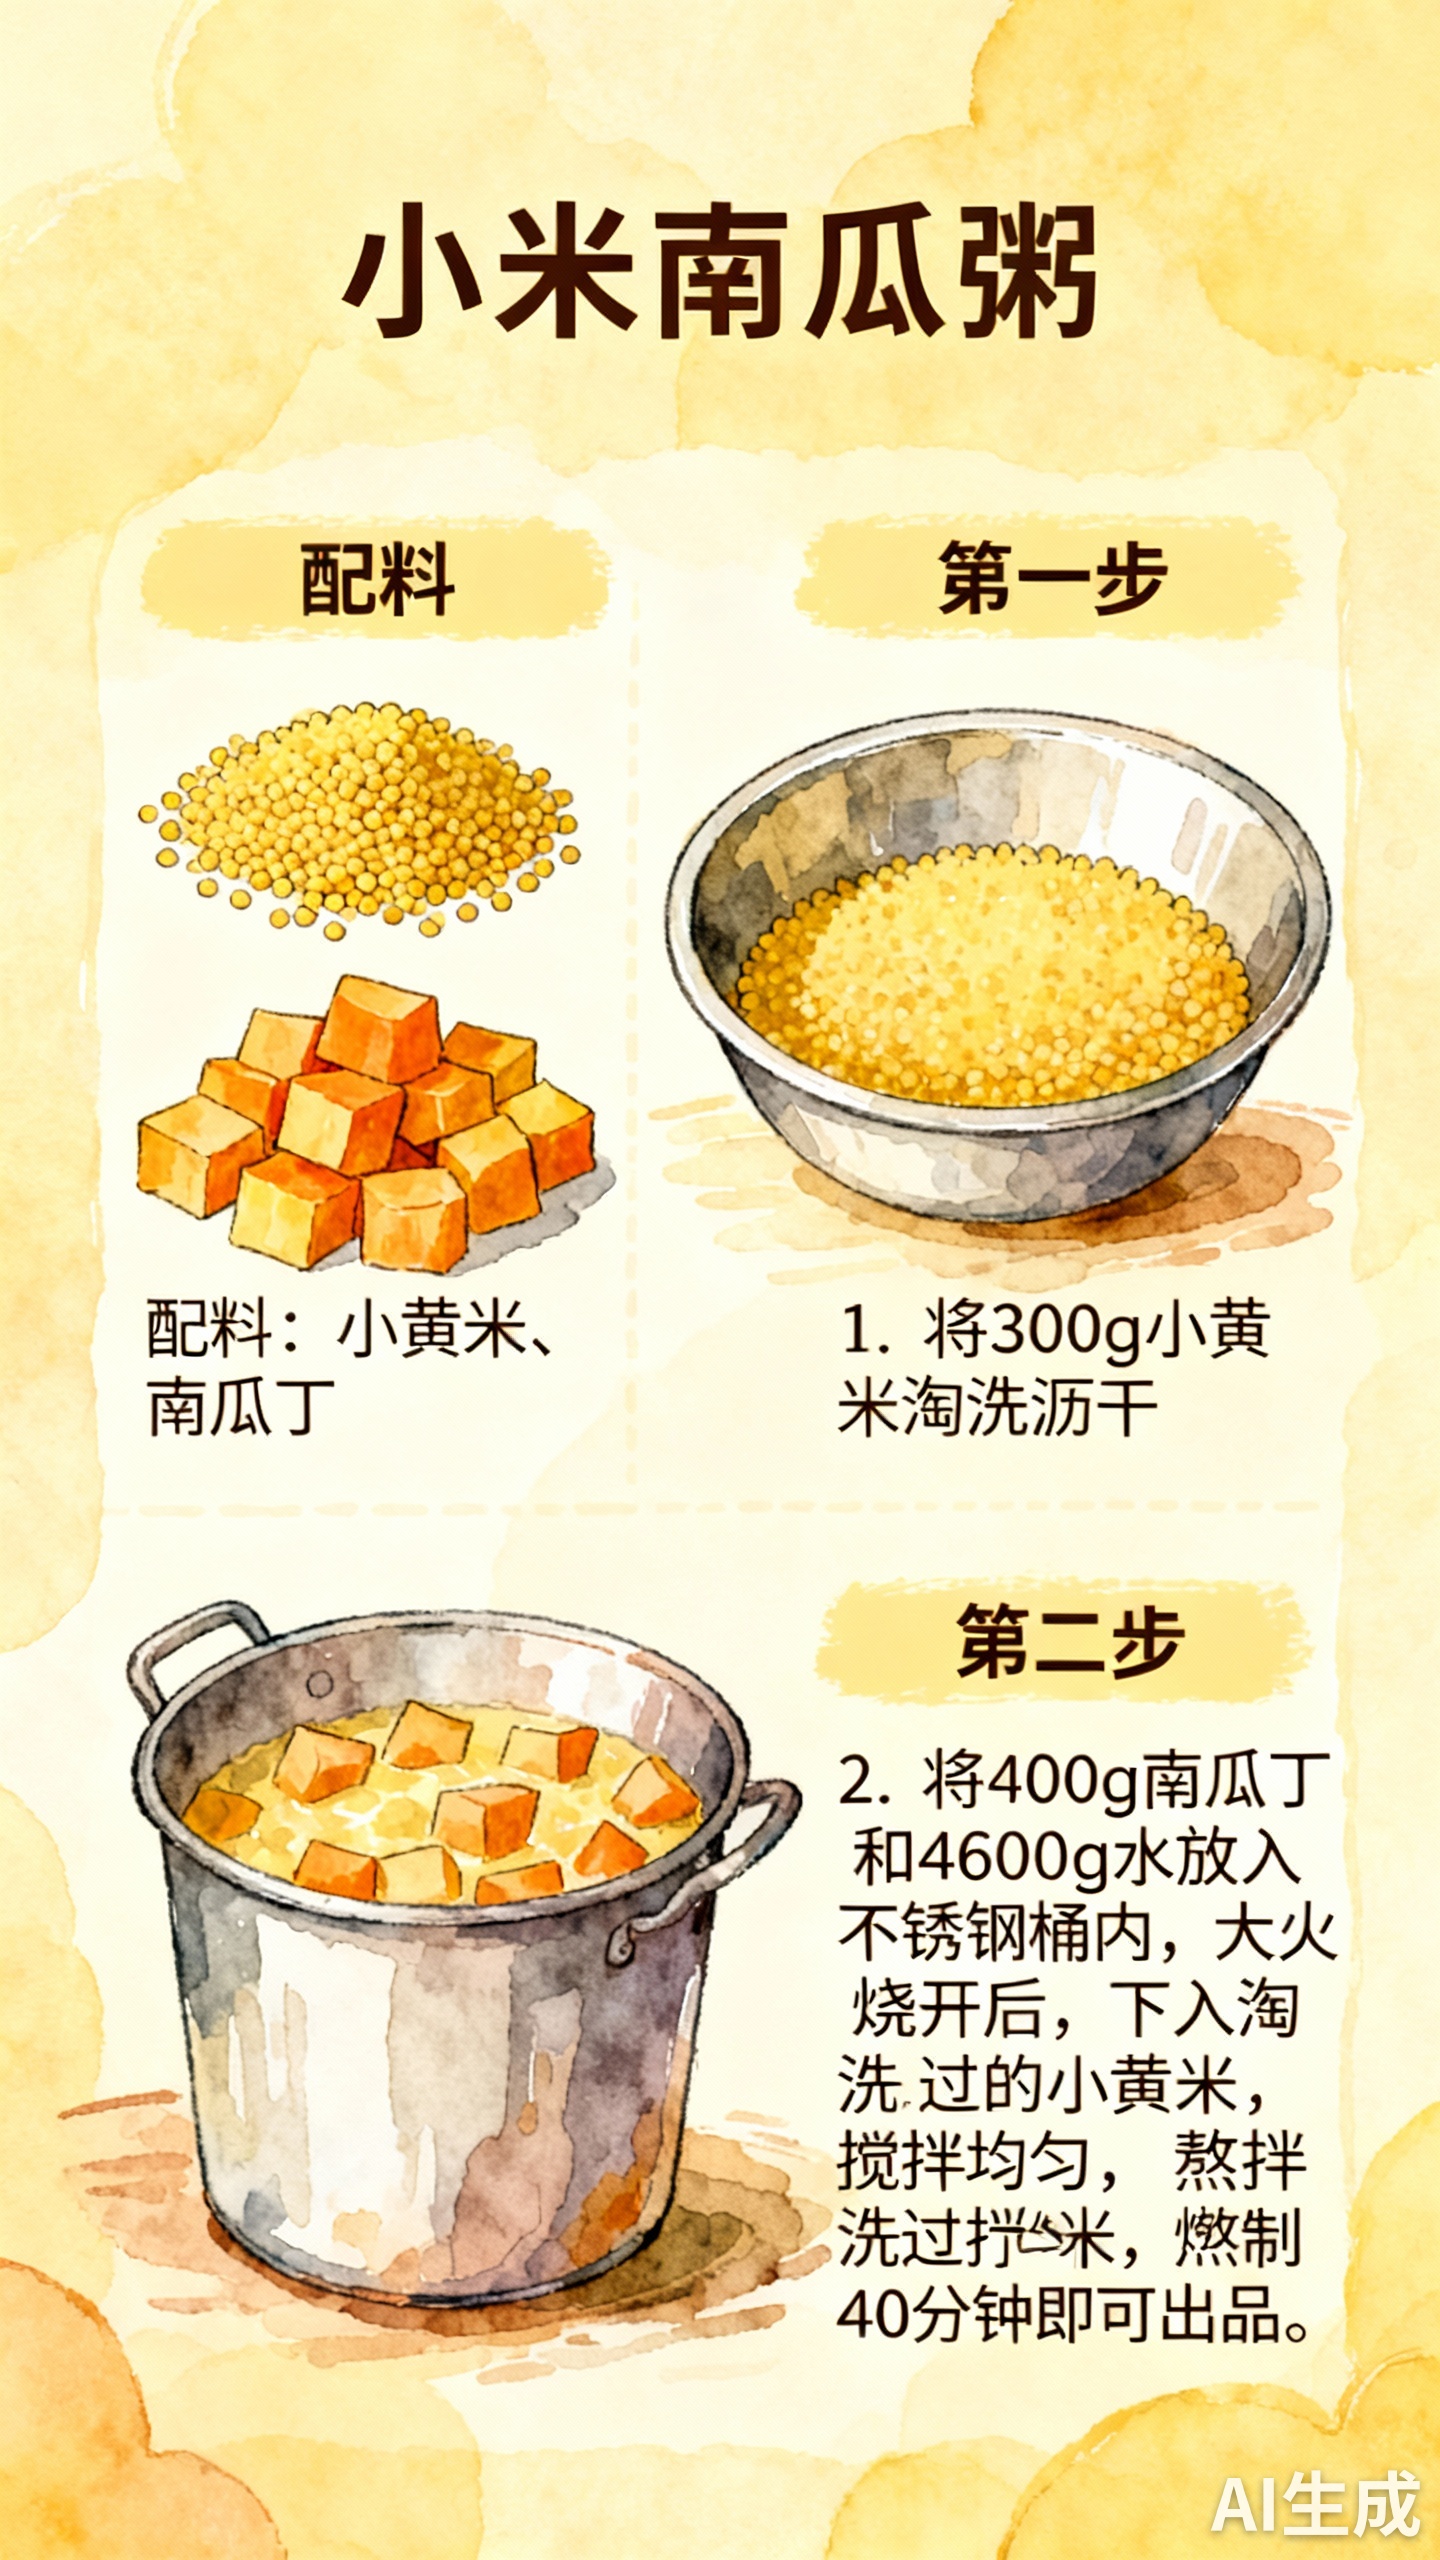 小米南瓜粥
配料
配料：小黄米、
南瓜丁
第一步
1. 将300g小黄
米淘洗沥干
第二步
2. 将400g南瓜丁
和4600g水放入
不锈钢桶内，大火
烧开后，下入淘
洗 过的小黄米，
搅拌均匀， 熬拌
洗过 米， 制
40分钟即可出品。
AI生成